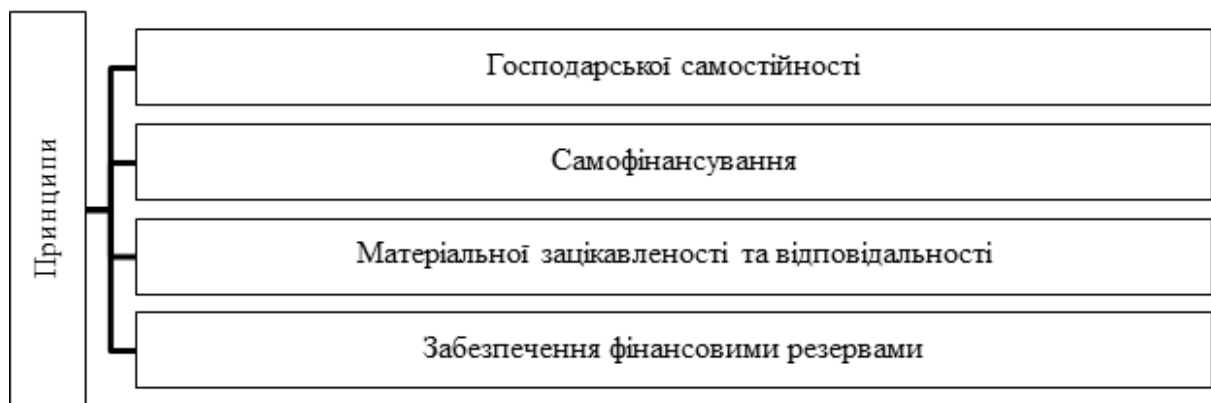 Принципи
Господарської самостійності
Самофінансування
Матеріальної зацікавленості та відповідальності
Забезпечення фінансовими резервами